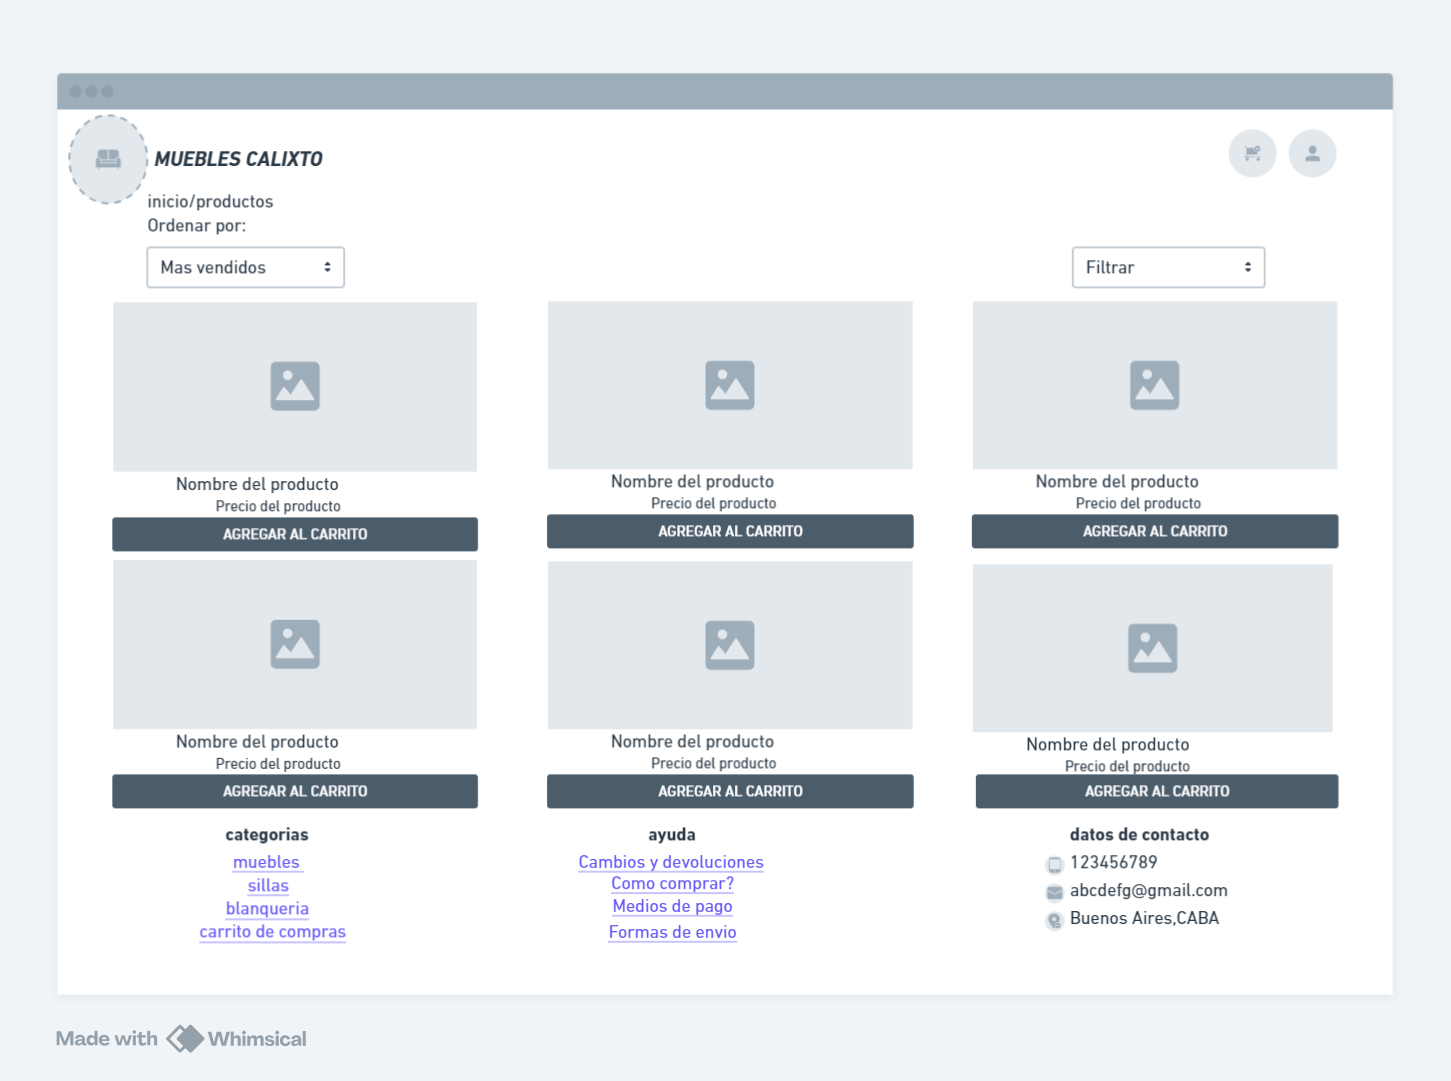 MUEBLES CALIXTO
inicio/productos
Ordenar por:
Mas vendidos
Filtrar
Nombre del producto
Precio del producto
AGREGAR AL CARRITO
Nombre del producto
Precio del producto
AGREGAR AL CARRITO
Nombre del producto
Precio del producto
AGREGAR AL CARRITO
Nombre del producto
Precio del producto
AGREGAR AL CARRITO
Nombre del producto
Precio del producto
AGREGAR AL CARRITO
Nombre del producto
Precio del producto
AGREGAR AL CARRITO
categorias
muebles
sillas
blanqueria
carrito de compras
ayuda
Cambios y devoluciones
Como comprar?
Medios de pago
Formas de envio
datos de contacto
123456789
abcdefg@gmail.com
Buenos Aires,CABA
Made with Whimsical